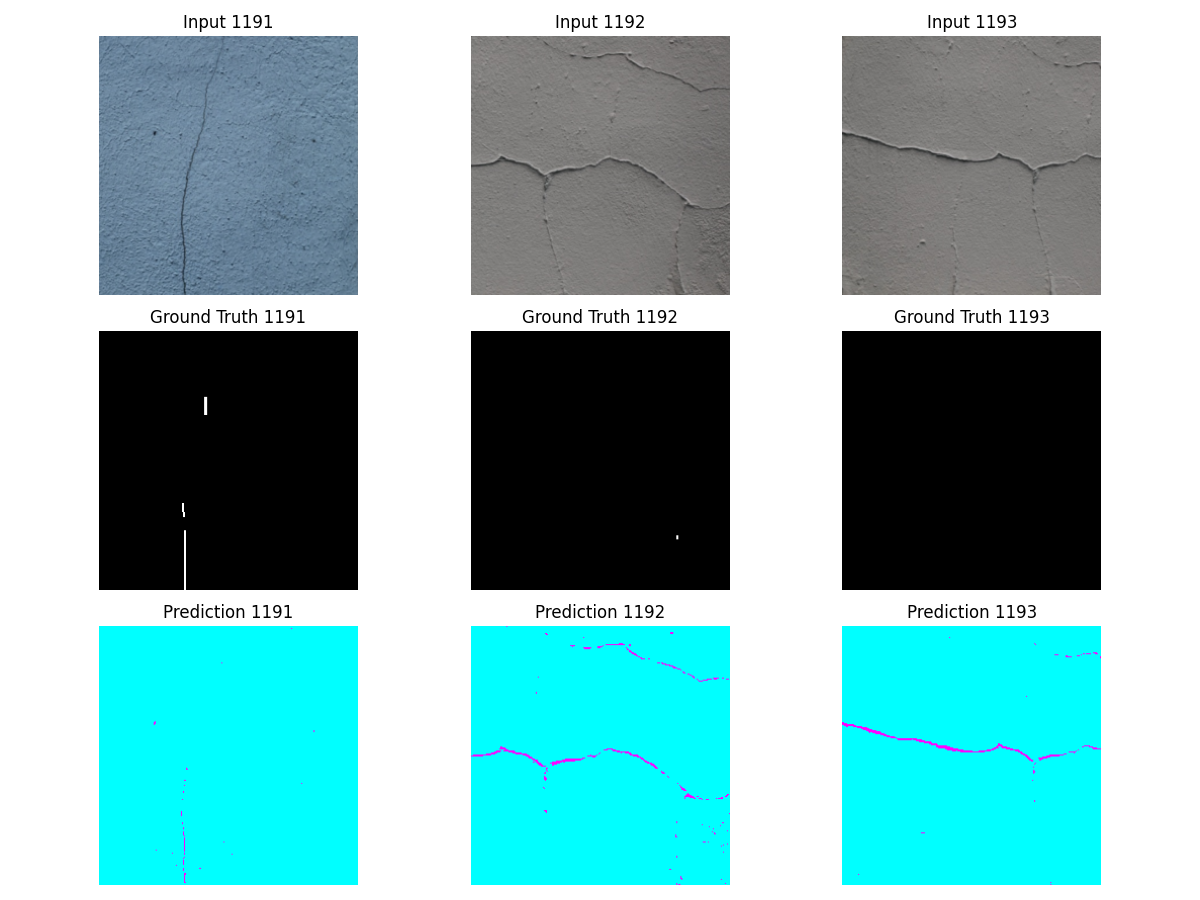 Input 1191
Input 1192
Input 1193
Ground Truth 1191
Ground Truth 1192
Ground Truth 1193
Prediction 1191
Prediction 1192
Prediction 1193